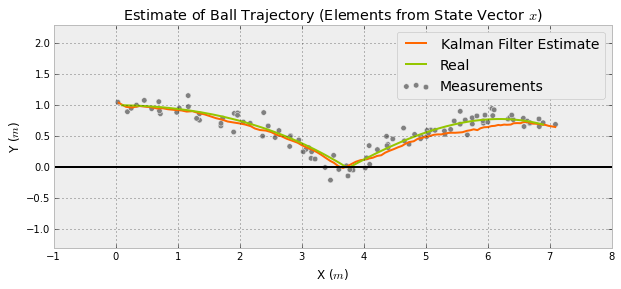 Estimate of Ball Trajectory (Elements from State Vector x)
Kalman Filter Estimate
Real
Measurements
Y (m)
2.0
1.5
1.0
0.5
0.0
−0.5
−1.0
−1 0 1 2 3 4 5 6 7 8
X (m)